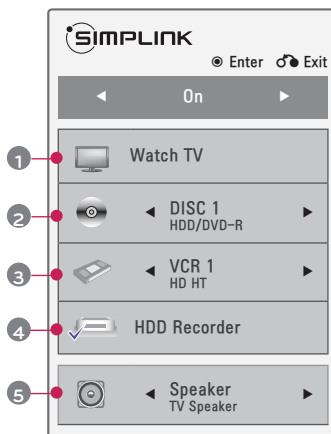 SIMPLINK
Enter Exit
On
1 Watch TV
2 DISC 1
HDD/DVD-R
3 VCR 1
HD HT
4 HDD Recorder
5 Speaker
TV Speaker